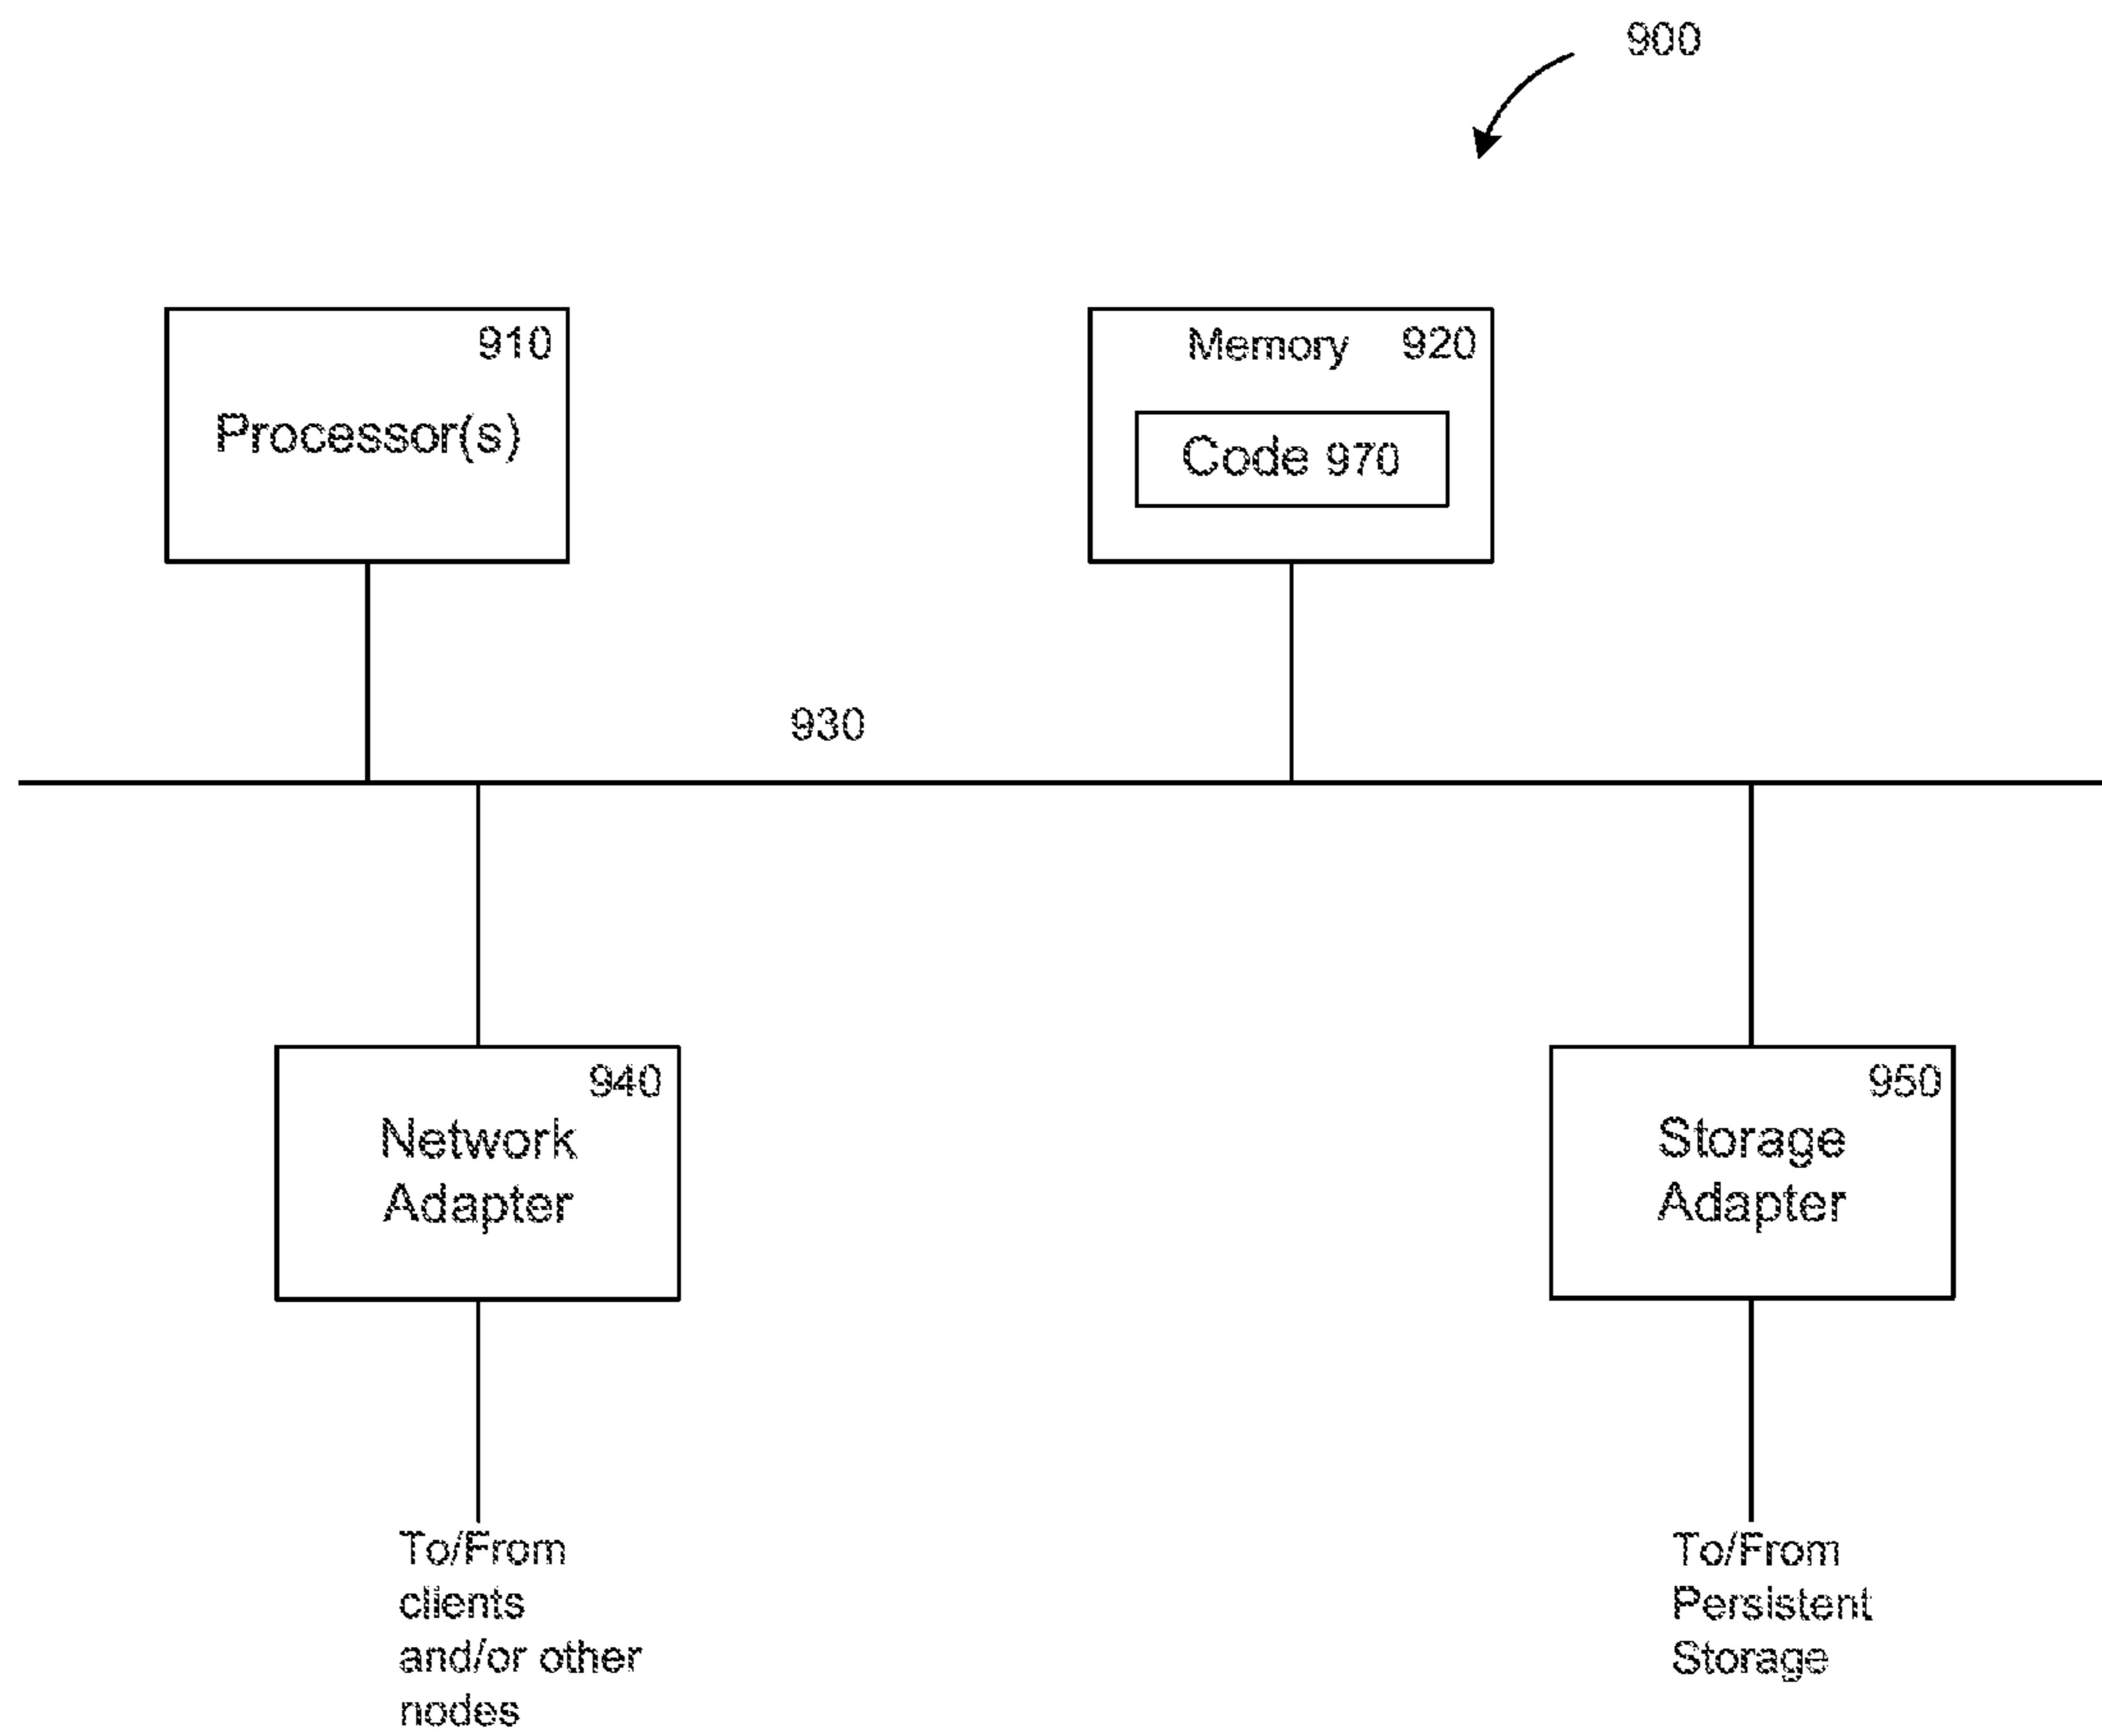 900
910
Processor(s)
Memory 920
Code 970
930
940
Network
Adapter
950
Storage
Adapter
To/From
clients
and/or other
nodes
To/From
Persistent
Storage